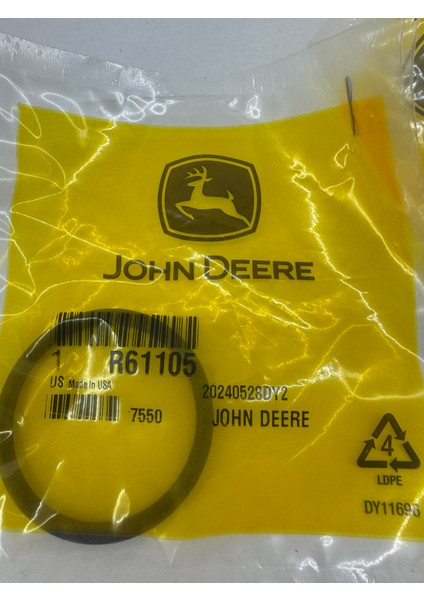 JOHN DEERE
1 R61105
US Made In USA
20240528DY2
7550
JOHN DEERE
4
LDPE
DY11696